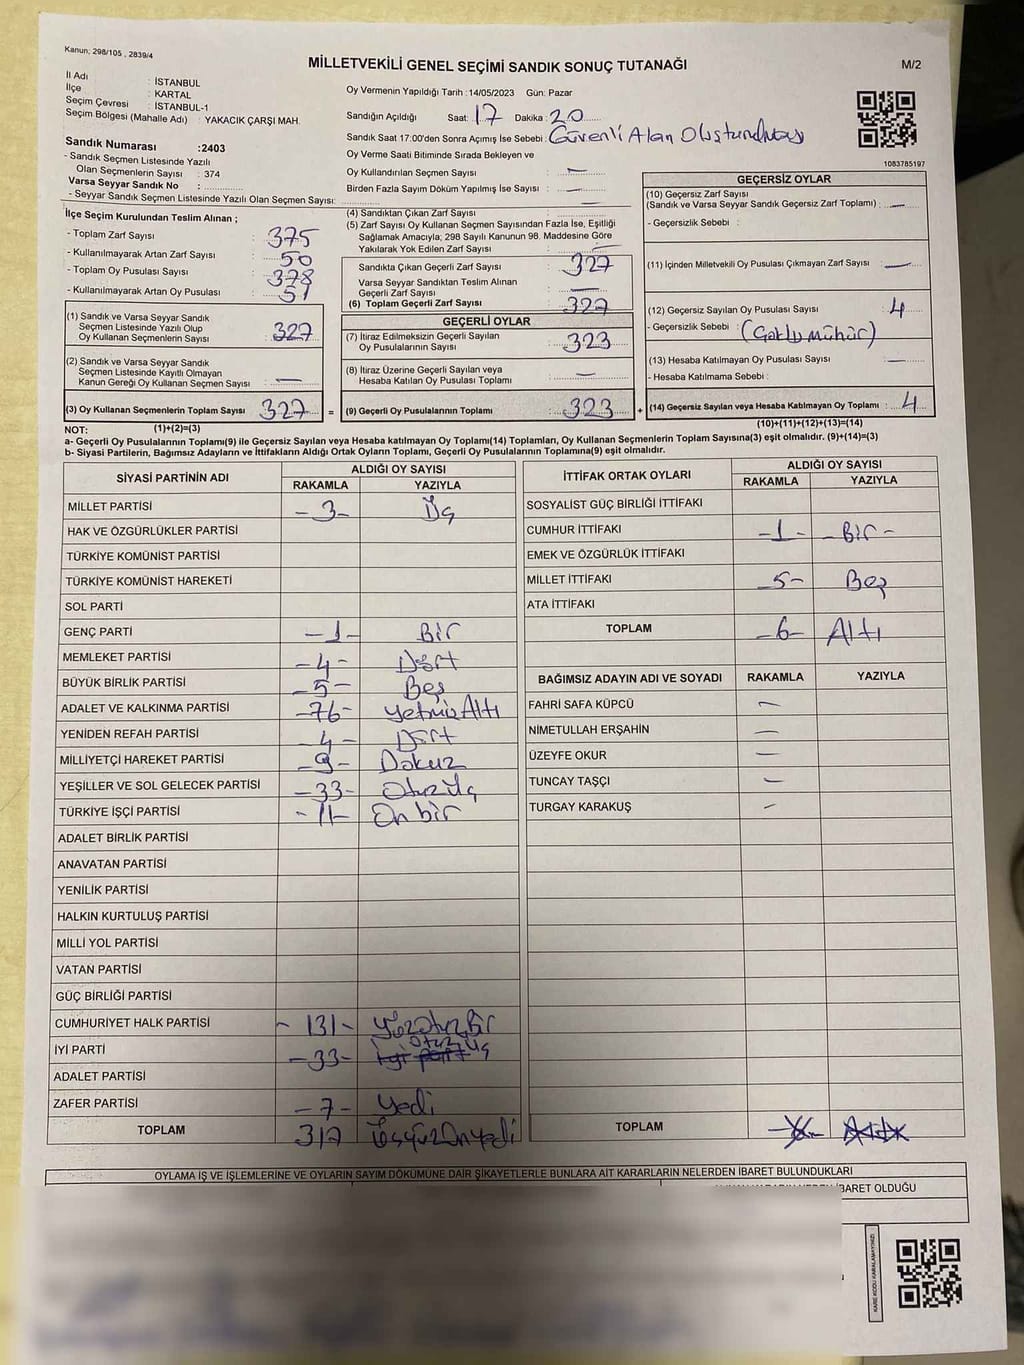 Kanun; 298/105 , 2839/4
MİLLETVEKİLİ GENEL SEÇİMİ SANDIK SONUÇ TUTANAĞI
M/2
İl Adı : İSTANBUL
İlçe : KARTAL
Seçim Çevresi : İSTANBUL-1
Seçim Bölgesi (Mahalle Adı) : YAKACIK ÇARŞI MAH.
Sandık Numarası :2403
- Sandık Seçmen Listesinde Yazılı
Olan Seçmenlerin Sayısı : 374
Varsa Seyyar Sandık No :
- Seyyar Sandık Seçmen Listesinde Yazılı Olan Seçmen Sayısı:
Oy Vermenin Yapıldığı Tarih :14/05/2023 Gün: Pazar
Sandığın Açıldığı Saat: 17 Dakika: 20
Sandık Saat 17:00'den Sonra Açımış İse Sebebi : Güvenli Alan Oluşturulması
Oy Verme Saati Bitiminde Sırada Bekleyen ve
Oy Kullandırılan Seçmen Sayısı : —
Birden Fazla Sayım Döküm Yapılmış İse Sayısı : —
1083785197
İlçe Seçim Kurulundan Teslim Alınan ;
- Toplam Zarf Sayısı : 375
- Kullanılmayarak Artan Zarf Sayısı : 50
- Toplam Oy Pusulası Sayısı : 378
- Kullanılmayarak Artan Oy Pusulası : 51
(1) Sandık ve Varsa Seyyar Sandık
Seçmen Listesinde Yazılı Olup
Oy Kullanan Seçmenlerin Sayısı : 327
(2) Sandık ve Varsa Seyyar Sandık
Seçmen Listesinde Kayıtlı Olmayan
Kanun Gereği Oy Kullanan Seçmen Sayısı : —
(3) Oy Kullanan Seçmenlerin Toplam Sayısı : 327 =
(4) Sandıktan Çıkan Zarf Sayısı : —
(5) Zarf Sayısı Oy Kullanan Seçmen Sayısından Fazla İse, Eşitliği
Sağlamak Amacıyla; 298 Sayılı Kanunun 98. Maddesine Göre
Yakılarak Yok Edilen Zarf Sayısı : —
Sandıkta Çıkan Geçerli Zarf Sayısı : 327
Varsa Seyyar Sandıktan Teslim Alınan
Geçerli Zarf Sayısı : —
(6) Toplam Geçerli Zarf Sayısı : 327
GEÇERLİ OYLAR
(7) İtiraz Edilmeksizin Geçerli Sayılan
Oy Pusulalarının Sayısı : 323
(8) İtiraz Üzerine Geçerli Sayılan veya
Hesaba Katılan Oy Pusulası Toplamı : —
(9) Geçerli Oy Pusulalarının Toplamı : 323 +
GEÇERSİZ OYLAR
(10) Geçersiz Zarf Sayısı
(Sandık ve Varsa Seyyar Sandık Geçersiz Zarf Toplamı) : —
- Geçersizlik Sebebi :
(11) İçinden Milletvekili Oy Pusulası Çıkmayan Zarf Sayısı : —
(12) Geçersiz Sayılan Oy Pusulası Sayısı : 4
- Geçersizlik Sebebi : (Çoklu Mühür)
(13) Hesaba Katılmayan Oy Pusulası Sayısı : —
- Hesaba Katılmama Sebebi :
(14) Geçersiz Sayılan veya Hesaba Katılmayan Oy Toplamı : 4
NOT: (1)+(2)=(3)
(10)+(11)+(12)+(13)=(14)
a- Geçerli Oy Pusulalarının Toplamı(9) ile Geçersiz Sayılan veya Hesaba katılmayan Oy Toplamı(14) Toplamları, Oy Kullanan Seçmenlerin Toplam Sayısına(3) eşit olmalıdır. (9)+(14)=(3)
b- Siyasi Partilerin, Bağımsız Adayların ve İttifakların Aldığı Ortak Oyların Toplamı, Geçerli Oy Pusulalarının Toplamına(9) eşit olmalıdır.
SİYASİ PARTİNİN ADI
ALDIĞI OY SAYISI
RAKAMLA YAZIYLA
MİLLET PARTİSİ -3- Üç
HAK VE ÖZGÜRLÜKLER PARTİSİ
TÜRKİYE KOMÜNİST PARTİSİ
TÜRKİYE KOMÜNİST HAREKETİ
SOL PARTİ
GENÇ PARTİ -1- Bir
MEMLEKET PARTİSİ -4- Dört
BÜYÜK BİRLİK PARTİSİ -5- Beş
ADALET VE KALKINMA PARTİSİ -76- YetmişAltı
YENİDEN REFAH PARTİSİ -4- Dört
MİLLİYETÇİ HAREKET PARTİSİ -9- Dokuz
YEŞİLLER VE SOL GELECEK PARTİSİ -33- OtuzÜç
TÜRKİYE İŞÇİ PARTİSİ -11- On bir
ADALET BİRLİK PARTİSİ
ANAVATAN PARTİSİ
YENİLİK PARTİSİ
HALKIN KURTULUŞ PARTİSİ
MİLLİ YOL PARTİSİ
VATAN PARTİSİ
GÜÇ BİRLİĞİ PARTİSİ
CUMHURİYET HALK PARTİSİ -131- YüzOtuzBir
İYİ PARTİ -33- Otuz Üç
ADALET PARTİSİ
ZAFER PARTİSİ -7- Yedi
TOPLAM 317 ÜçyüzOnyedi
İTTİFAK ORTAK OYLARI
ALDIĞI OY SAYISI
RAKAMLA YAZIYLA
SOSYALİST GÜÇ BİRLİĞİ İTTİFAKI
CUMHUR İTTİFAKI -1- -Bir-
EMEK VE ÖZGÜRLÜK İTTİFAKI
MİLLET İTTİFAKI -5- Beş
ATA İTTİFAKI
TOPLAM -6- Altı
BAĞIMSIZ ADAYIN ADI VE SOYADI RAKAMLA YAZIYLA
FAHRİ SAFA KÜPCÜ —
NİMETULLAH ERŞAHİN —
ÜZEYFE OKUR —
TUNCAY TAŞÇI —
TURGAY KARAKUŞ —
TOPLAM
OYLAMA İŞ VE İŞLEMLERİNE VE OYLARIN SAYIM DÖKÜMÜNE DAİR ŞİKAYETLERLE BUNLARA AİT KARARLARIN NELERDEN İBARET BULUNDUKLARI
İBARET OLDUĞU
KARE KODU KARALAMAYINIZ!